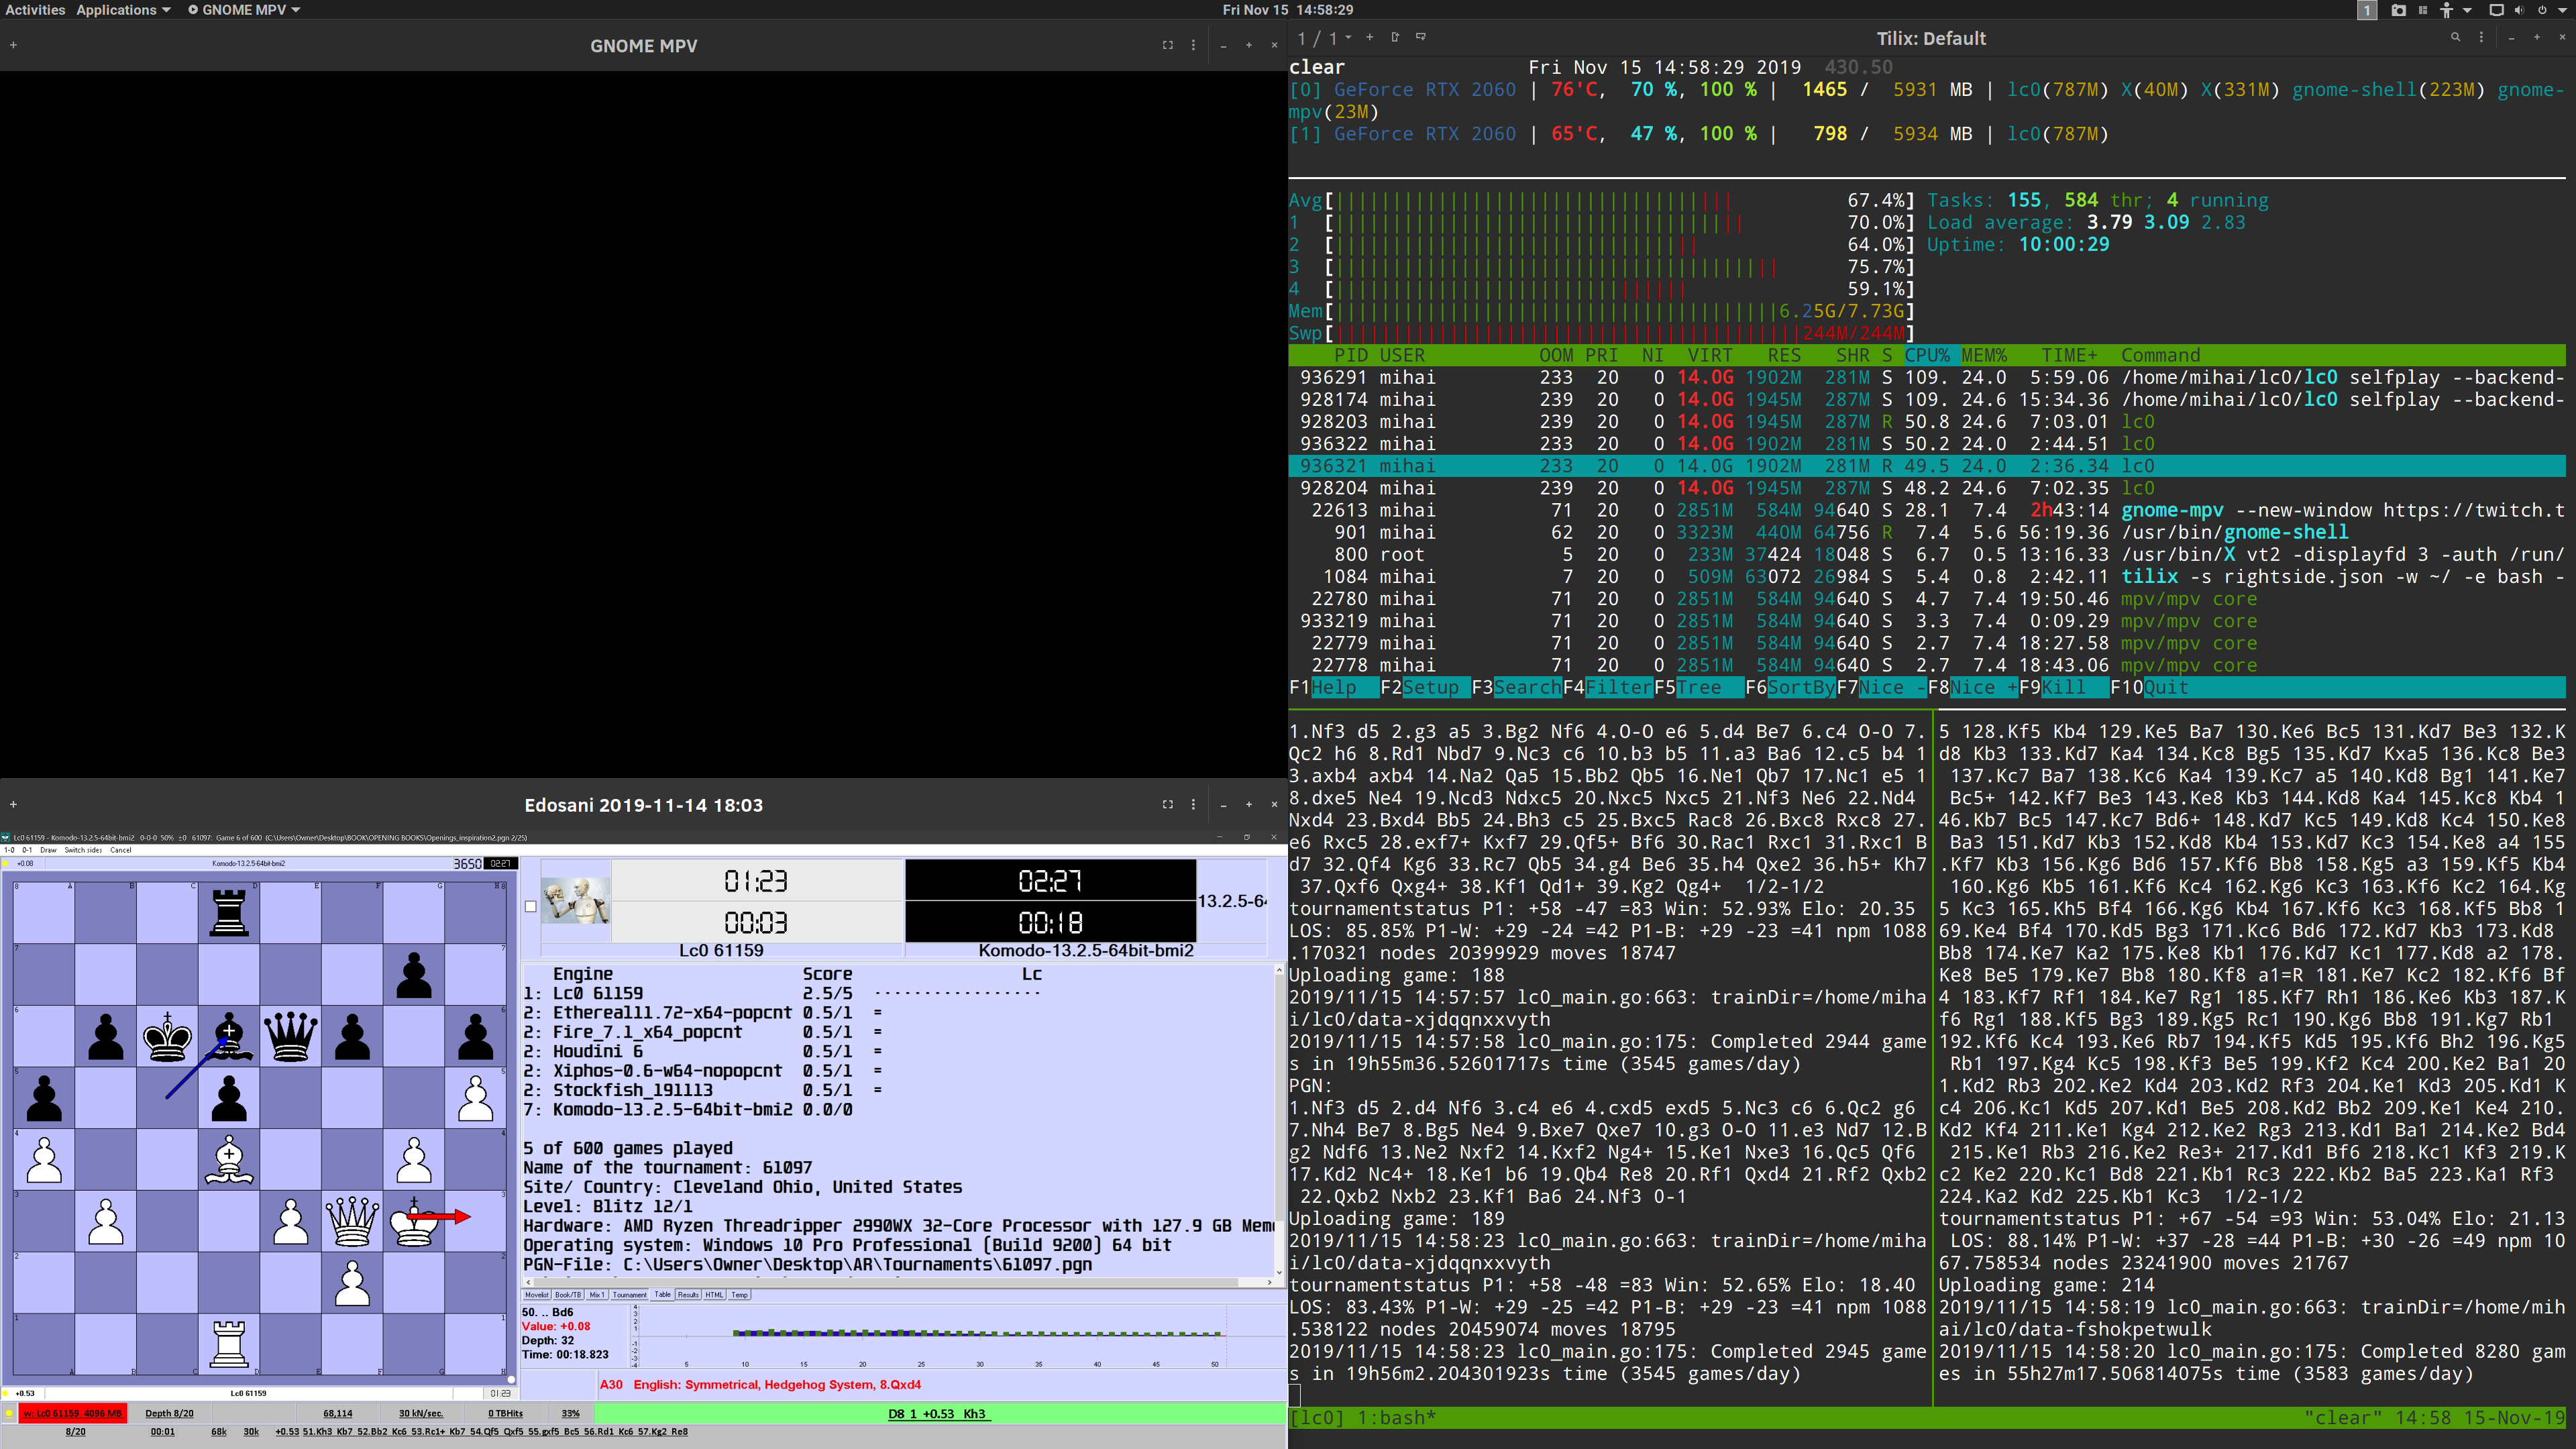 Activities Applications GNOME MPV Fri Nov 15 14:58:29 1
GNOME MPV
1 / 1 Tilix: Default
clear Fri Nov 15 14:58:29 2019 430.50
[0] GeForce RTX 2060 | 76'C, 70 %, 100 % | 1465 / 5931 MB | lc0(787M) X(40M) X(331M) gnome-shell(223M) gnome-
mpv(23M)
[1] GeForce RTX 2060 | 65'C, 47 %, 100 % | 798 / 5934 MB | lc0(787M)
Avg[ 67.4%] Tasks: 155, 584 thr; 4 running
1 [ 70.0%] Load average: 3.79 3.09 2.83
2 [ 64.0%] Uptime: 10:00:29
3 [ 75.7%]
4 [ 59.1%]
Mem[ 6.25G/7.73G]
Swp[ 244M/244M]
PID USER OOM PRI NI VIRT RES SHR S CPU% MEM% TIME+ Command
936291 mihai 233 20 0 14.0G 1902M 281M S 109. 24.0 5:59.06 /home/mihai/lc0/lc0 selfplay --backend-
928174 mihai 239 20 0 14.0G 1945M 287M S 109. 24.6 15:34.36 /home/mihai/lc0/lc0 selfplay --backend-
928203 mihai 239 20 0 14.0G 1945M 287M R 50.8 24.6 7:03.01 lc0
936322 mihai 233 20 0 14.0G 1902M 281M S 50.2 24.0 2:44.51 lc0
936321 mihai 233 20 0 14.0G 1902M 281M R 49.5 24.0 2:36.34 lc0
928204 mihai 239 20 0 14.0G 1945M 287M S 48.2 24.6 7:02.35 lc0
22613 mihai 71 20 0 2851M 584M 94640 S 28.1 7.4 2h43:14 gnome-mpv --new-window https://twitch.t
901 mihai 62 20 0 3323M 440M 64756 R 7.4 5.6 56:19.36 /usr/bin/gnome-shell
800 root 5 20 0 233M 37424 18048 S 6.7 0.5 13:16.33 /usr/bin/X vt2 -displayfd 3 -auth /run/
1084 mihai 7 20 0 509M 63072 26984 S 5.4 0.8 2:42.11 tilix -s rightside.json -w ~/ -e bash -
22780 mihai 71 20 0 2851M 584M 94640 S 4.7 7.4 19:50.46 mpv/mpv core
933219 mihai 71 20 0 2851M 584M 94640 S 3.3 7.4 0:09.29 mpv/mpv core
22779 mihai 71 20 0 2851M 584M 94640 S 2.7 7.4 18:27.58 mpv/mpv core
22778 mihai 71 20 0 2851M 584M 94640 S 2.7 7.4 18:43.06 mpv/mpv core
F1Help F2Setup F3SearchF4FilterF5Tree F6SortByF7Nice -F8Nice +F9Kill F10Quit
1.Nf3 d5 2.g3 a5 3.Bg2 Nf6 4.O-O e6 5.d4 Be7 6.c4 O-O 7.
Qc2 h6 8.Rd1 Nbd7 9.Nc3 c6 10.b3 b5 11.a3 Ba6 12.c5 b4 1
3.axb4 axb4 14.Na2 Qa5 15.Bb2 Qb5 16.Ne1 Qb7 17.Nc1 e5 1
8.dxe5 Ne4 19.Ncd3 Ndxc5 20.Nxc5 Nxc5 21.Nf3 Ne6 22.Nd4
Nxd4 23.Bxd4 Bb5 24.Bh3 c5 25.Bxc5 Rac8 26.Bxc8 Rxc8 27.
e6 Rxc5 28.exf7+ Kxf7 29.Qf5+ Bf6 30.Rac1 Rxc1 31.Rxc1 B
d7 32.Qf4 Kg6 33.Rc7 Qb5 34.g4 Be6 35.h4 Qxe2 36.h5+ Kh7
37.Qxf6 Qxg4+ 38.Kf1 Qd1+ 39.Kg2 Qg4+ 1/2-1/2
tournamentstatus P1: +58 -47 =83 Win: 52.93% Elo: 20.35
LOS: 85.85% P1-W: +29 -24 =42 P1-B: +29 -23 =41 npm 1088
.170321 nodes 20399929 moves 18747
Uploading game: 188
2019/11/15 14:57:57 lc0_main.go:663: trainDir=/home/miha
i/lc0/data-xjdqqnxxvyth
2019/11/15 14:57:58 lc0_main.go:175: Completed 2944 game
s in 19h55m36.52601717s time (3545 games/day)
PGN:
1.Nf3 d5 2.d4 Nf6 3.c4 e6 4.cxd5 exd5 5.Nc3 c6 6.Qc2 g6
7.Nh4 Be7 8.Bg5 Ne4 9.Bxe7 Qxe7 10.g3 O-O 11.e3 Nd7 12.B
g2 Ndf6 13.Ne2 Nxf2 14.Kxf2 Ng4+ 15.Ke1 Nxe3 16.Qc5 Qf6
17.Kd2 Nc4+ 18.Ke1 b6 19.Qb4 Re8 20.Rf1 Qxd4 21.Rf2 Qxb2
22.Qxb2 Nxb2 23.Kf1 Ba6 24.Nf3 0-1
Uploading game: 189
2019/11/15 14:58:23 lc0_main.go:663: trainDir=/home/miha
i/lc0/data-xjdqqnxxvyth
tournamentstatus P1: +58 -48 =83 Win: 52.65% Elo: 18.40
LOS: 83.43% P1-W: +29 -25 =42 P1-B: +29 -23 =41 npm 1088
.538122 nodes 20459074 moves 18795
2019/11/15 14:58:23 lc0_main.go:175: Completed 2945 game
s in 19h56m2.204301923s time (3545 games/day)
5 128.Kf5 Kb4 129.Ke5 Ba7 130.Ke6 Bc5 131.Kd7 Be3 132.K
d8 Kb3 133.Kd7 Ka4 134.Kc8 Bg5 135.Kd7 Kxa5 136.Kc8 Be3
137.Kc7 Ba7 138.Kc6 Ka4 139.Kc7 a5 140.Kd8 Bg1 141.Ke7
Bc5+ 142.Kf7 Be3 143.Ke8 Kb3 144.Kd8 Ka4 145.Kc8 Kb4 1
46.Kb7 Bc5 147.Kc7 Bd6+ 148.Kd7 Kc5 149.Kd8 Kc4 150.Ke8
Ba3 151.Kd7 Kb3 152.Kd8 Kb4 153.Kd7 Kc3 154.Ke8 a4 155
.Kf7 Kb3 156.Kg6 Bd6 157.Kf6 Bb8 158.Kg5 a3 159.Kf5 Kb4
160.Kg6 Kb5 161.Kf6 Kc4 162.Kg6 Kc3 163.Kf6 Kc2 164.Kg
5 Kc3 165.Kh5 Bf4 166.Kg6 Kb4 167.Kf6 Kc3 168.Kf5 Bb8 1
69.Ke4 Bf4 170.Kd5 Bg3 171.Kc6 Bd6 172.Kd7 Kb3 173.Kd8
Bb8 174.Ke7 Ka2 175.Ke8 Kb1 176.Kd7 Kc1 177.Kd8 a2 178.
Ke8 Be5 179.Ke7 Bb8 180.Kf8 a1=R 181.Ke7 Kc2 182.Kf6 Bf
4 183.Kf7 Rf1 184.Ke7 Rg1 185.Kf7 Rh1 186.Ke6 Kb3 187.K
f6 Rg1 188.Kf5 Bg3 189.Kg5 Rc1 190.Kg6 Bb8 191.Kg7 Rb1
192.Kf6 Kc4 193.Ke6 Rb7 194.Kf5 Kd5 195.Kf6 Bh2 196.Kg5
Rb1 197.Kg4 Kc5 198.Kf3 Be5 199.Kf2 Kc4 200.Ke2 Ba1 20
1.Kd2 Rb3 202.Ke2 Kd4 203.Kd2 Rf3 204.Ke1 Kd3 205.Kd1 K
c4 206.Kc1 Kd5 207.Kd1 Be5 208.Kd2 Bb2 209.Ke1 Ke4 210.
Kd2 Kf4 211.Ke1 Kg4 212.Ke2 Rg3 213.Kd1 Ba1 214.Ke2 Bd4
215.Ke1 Rb3 216.Ke2 Re3+ 217.Kd1 Bf6 218.Kc1 Kf3 219.K
c2 Ke2 220.Kc1 Bd8 221.Kb1 Rc3 222.Kb2 Ba5 223.Ka1 Rf3
224.Ka2 Kd2 225.Kb1 Kc3 1/2-1/2
tournamentstatus P1: +67 -54 =93 Win: 53.04% Elo: 21.13
LOS: 88.14% P1-W: +37 -28 =44 P1-B: +30 -26 =49 npm 10
67.758534 nodes 23241900 moves 21767
Uploading game: 214
2019/11/15 14:58:19 lc0_main.go:663: trainDir=/home/mih
ai/lc0/data-fshokpetwulk
2019/11/15 14:58:20 lc0_main.go:175: Completed 8280 gam
es in 55h27m17.506814075s time (3583 games/day)
[lc0] 1:bash* "clear" 14:58 15-Nov-19
Edosani 2019-11-14 18:03
Lc0 61159 - Komodo-13.2.5-64bit-bmi2 0-0-0 50% ±0 61097: Game 6 of 600 (C:\Users\Owner\Desktop\BOOK\OPENING BOOKS\Openings_inspiration2.pgn 2/25)
1-0 0-1 Draw Switch sides Cancel
+0.08 Komodo-13.2.5-64bit-bmi2 3650 02:27
8 A B C D E F G H8
7 7
6 6
5 5
4 4
3 3
2 2
1 1
A B C D E F G H
+0.53 Lc0 61159 01:23
01:23 02:27
00:03 00:18
13.2.5-64
Lc0 61159 Komodo-13.2.5-64bit-bmi2
Engine Score Lc
1: Lc0 61159 2.5/5 ·················
2: Ethereal11.72-x64-popcnt 0.5/1 =
2: Fire_7.1_x64_popcnt 0.5/1 =
2: Houdini 6 0.5/1 =
2: Xiphos-0.6-w64-nopopcnt 0.5/1 =
2: Stockfish_191113 0.5/1 =
7: Komodo-13.2.5-64bit-bmi2 0.0/0
5 of 600 games played
Name of the tournament: 61097
Site/ Country: Cleveland Ohio, United States
Level: Blitz 12/1
Hardware: AMD Ryzen Threadripper 2990WX 32-Core Processor with 127.9 GB Mem
Operating system: Windows 10 Pro Professional (Build 9200) 64 bit
PGN-File: C:\Users\Owner\Desktop\AR\Tournaments\61097.pgn
Movelist Book/TB Mix 1 Tournament Table Results HTML Temp
50. .. Bd6
Value: +0.08
Depth: 32
Time: 00:18.823
4
3
2
1
-1
-2
-3
-4
5 10 15 20 25 30 35 40 45 50
A30 English: Symmetrical, Hedgehog System, 8.Qxd4
w: Lc0 61159, 4096 MB Depth 8/20 68,114 30 kN/sec. 0 TBHits 33% D8 1 +0.53 Kh3
8/20 00:01 68k 30k +0.53 51.Kh3 Kb7 52.Bb2 Kc6 53.Rc1+ Kb7 54.Qf5 Qxf5 55.gxf5 Bc5 56.Rd1 Kc6 57.Kg2 Re8